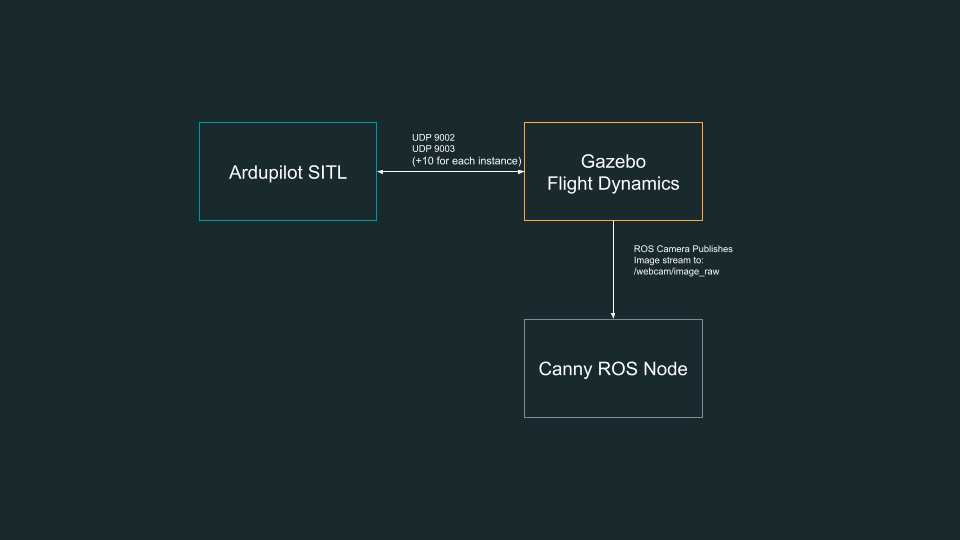 UDP 9002
UDP 9003
(+10 for each instance)
Ardupilot SITL
Gazebo
Flight Dynamics
ROS Camera Publishes
Image stream to:
/webcam/image_raw
Canny ROS Node